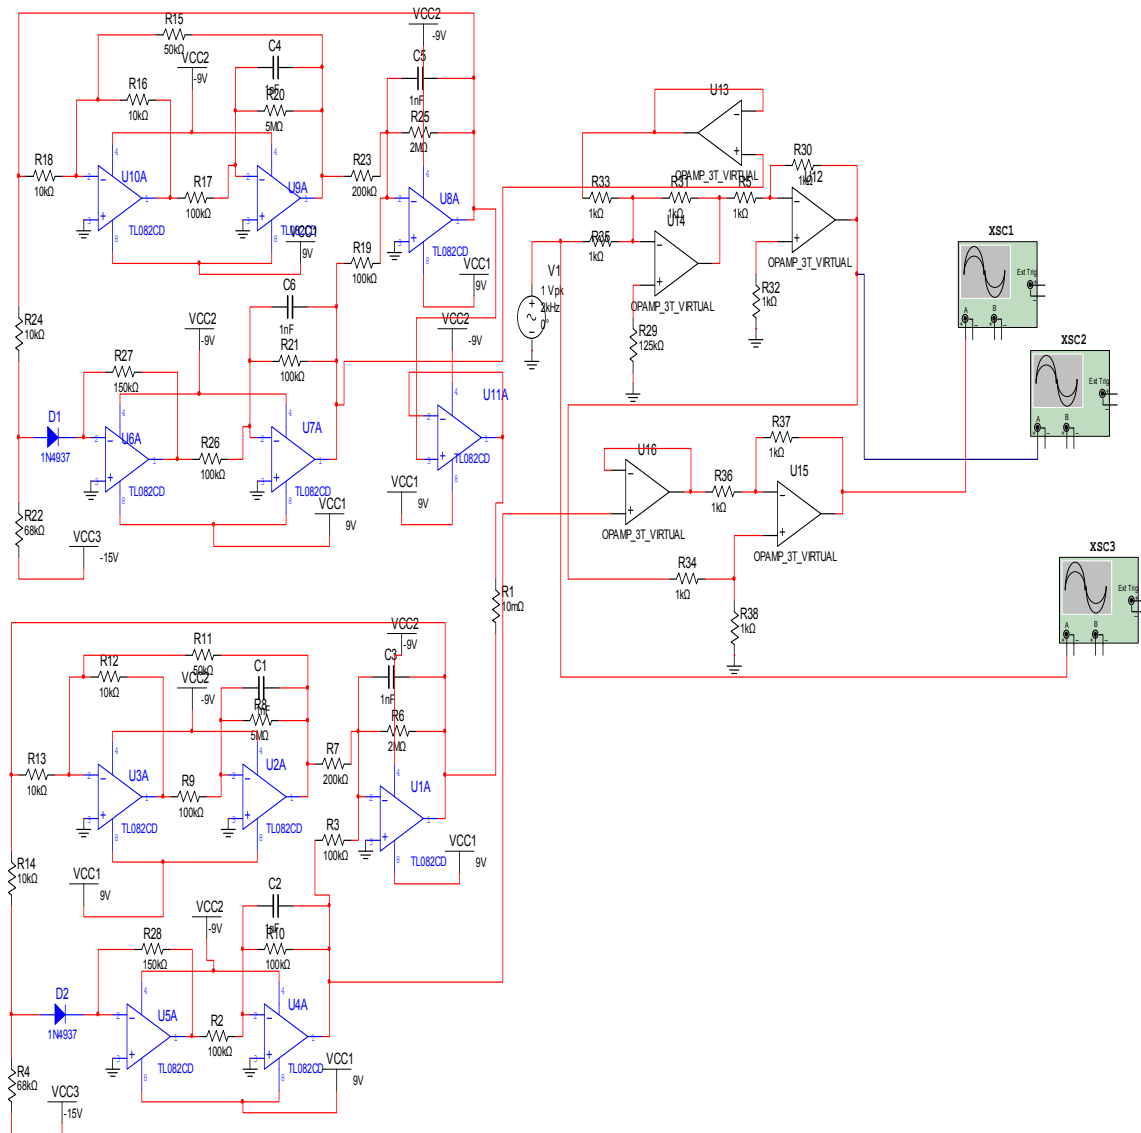 R15
50kΩ
VCC2
-9V
C4
1nF
R20
5MΩ
R16
10kΩ
R18
10kΩ
U10A
TL082CD
R17
100kΩ
U9A
TL082CD
VCC1
9V
VCC2
-9V
C5
1nF
R25
2MΩ
R23
200kΩ
U8A
TL082CD
R19
100kΩ
VCC1
9V
R24
10kΩ
VCC2
-9V
C6
1nF
R21
100kΩ
R27
150kΩ
D1
1N4937
U6A
TL082CD
R26
100kΩ
U7A
TL082CD
VCC1
9V
R22
68kΩ
VCC3
-15V
VCC2
-9V
U11A
TL082CD
VCC1
9V
R1
10mΩ
U13
OPAMP_3T_VIRTUAL
R33
1kΩ
R31
1kΩ
R5
1kΩ
R30
1kΩ
U12
OPAMP_3T_VIRTUAL
R35
1kΩ
U14
OPAMP_3T_VIRTUAL
V1
1 Vpk
2kHz
0°
R29
125kΩ
R32
1kΩ
XSC1
Ext Trig
A
B
XSC2
Ext Trig
A
B
XSC3
Ext Trig
A
B
U16
OPAMP_3T_VIRTUAL
R36
1kΩ
R37
1kΩ
U15
OPAMP_3T_VIRTUAL
R34
1kΩ
R38
1kΩ
R11
50kΩ
VCC2
-9V
C1
1nF
R8
5MΩ
R12
10kΩ
R13
10kΩ
U3A
TL082CD
R9
100kΩ
U2A
TL082CD
VCC1
9V
VCC2
-9V
C3
1nF
R6
2MΩ
R7
200kΩ
U1A
TL082CD
R3
100kΩ
VCC1
9V
R14
10kΩ
VCC2
-9V
C2
1nF
R10
100kΩ
R28
150kΩ
D2
1N4937
U5A
TL082CD
R2
100kΩ
U4A
TL082CD
VCC1
9V
R4
68kΩ
VCC3
-15V